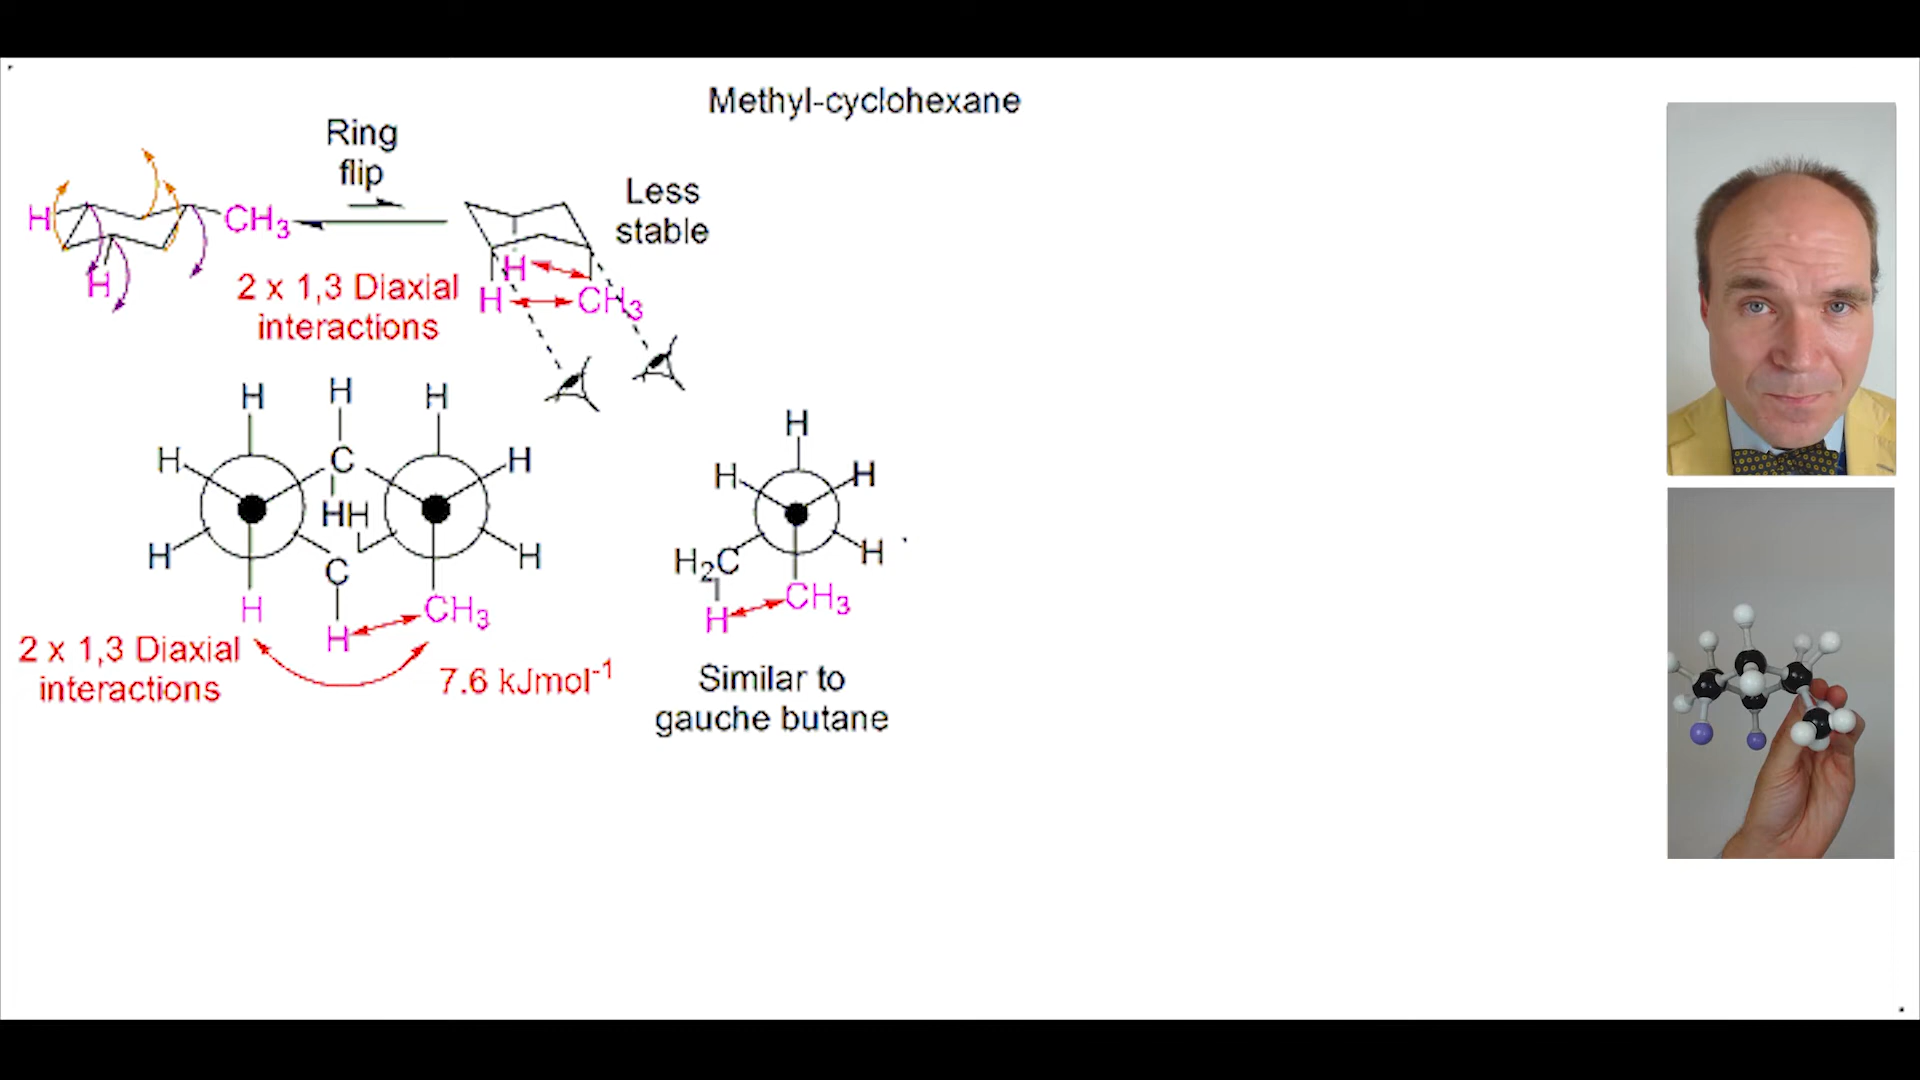 Methyl-cyclohexane
Ring
flip
Less
stable
H
CH3
H
H
H
CH3
2 x 1,3 Diaxial
interactions
H
H
H
H
H
C
H
HH
H
C
H
H
H
CH3
H
2 x 1,3 Diaxial
interactions
7.6 kJmol-1
H
H
H
H2C
H
H
CH3
Similar to
gauche butane